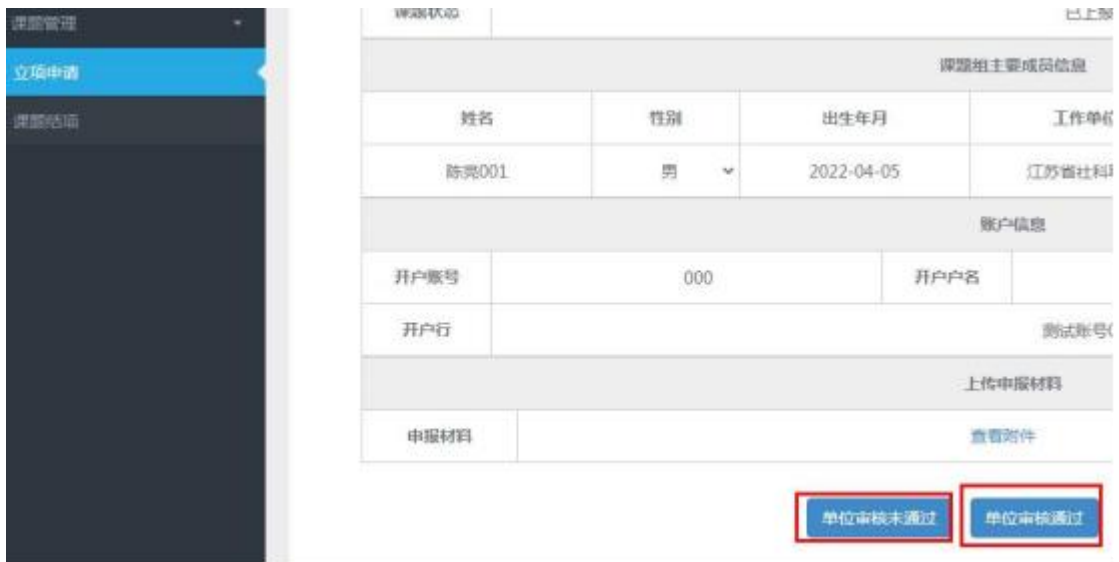 课题管理
立项申请
课题结项
课题状态
已上报
课题组主要成员信息
姓名 性别 出生年月 工作单位
陈亮001 男 2022-04-05 江苏省社科
账户信息
开户账号 000 开户户名
开户行 测试账号0
上传申报材料
申报材料 查看附件
单位审核未通过 单位审核通过